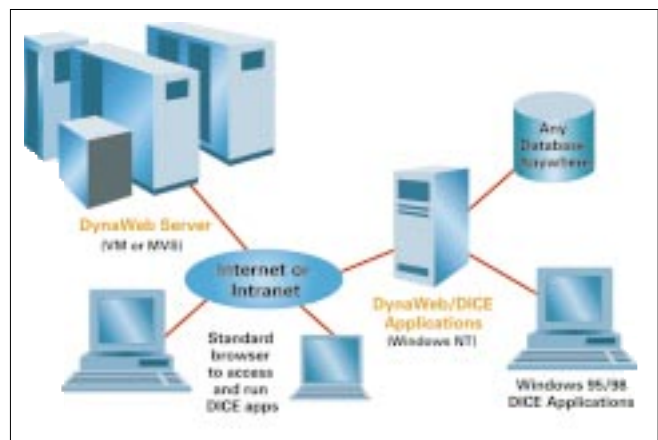 DynaWeb Server
(VM or MVS)
Any
Database
Anywhere
Internet or
Intranet
DynaWeb/DICE
Applications
(Windows NT)
Standard
browser
to access
and run
DICE apps
Windows 95/98
DICE Applications